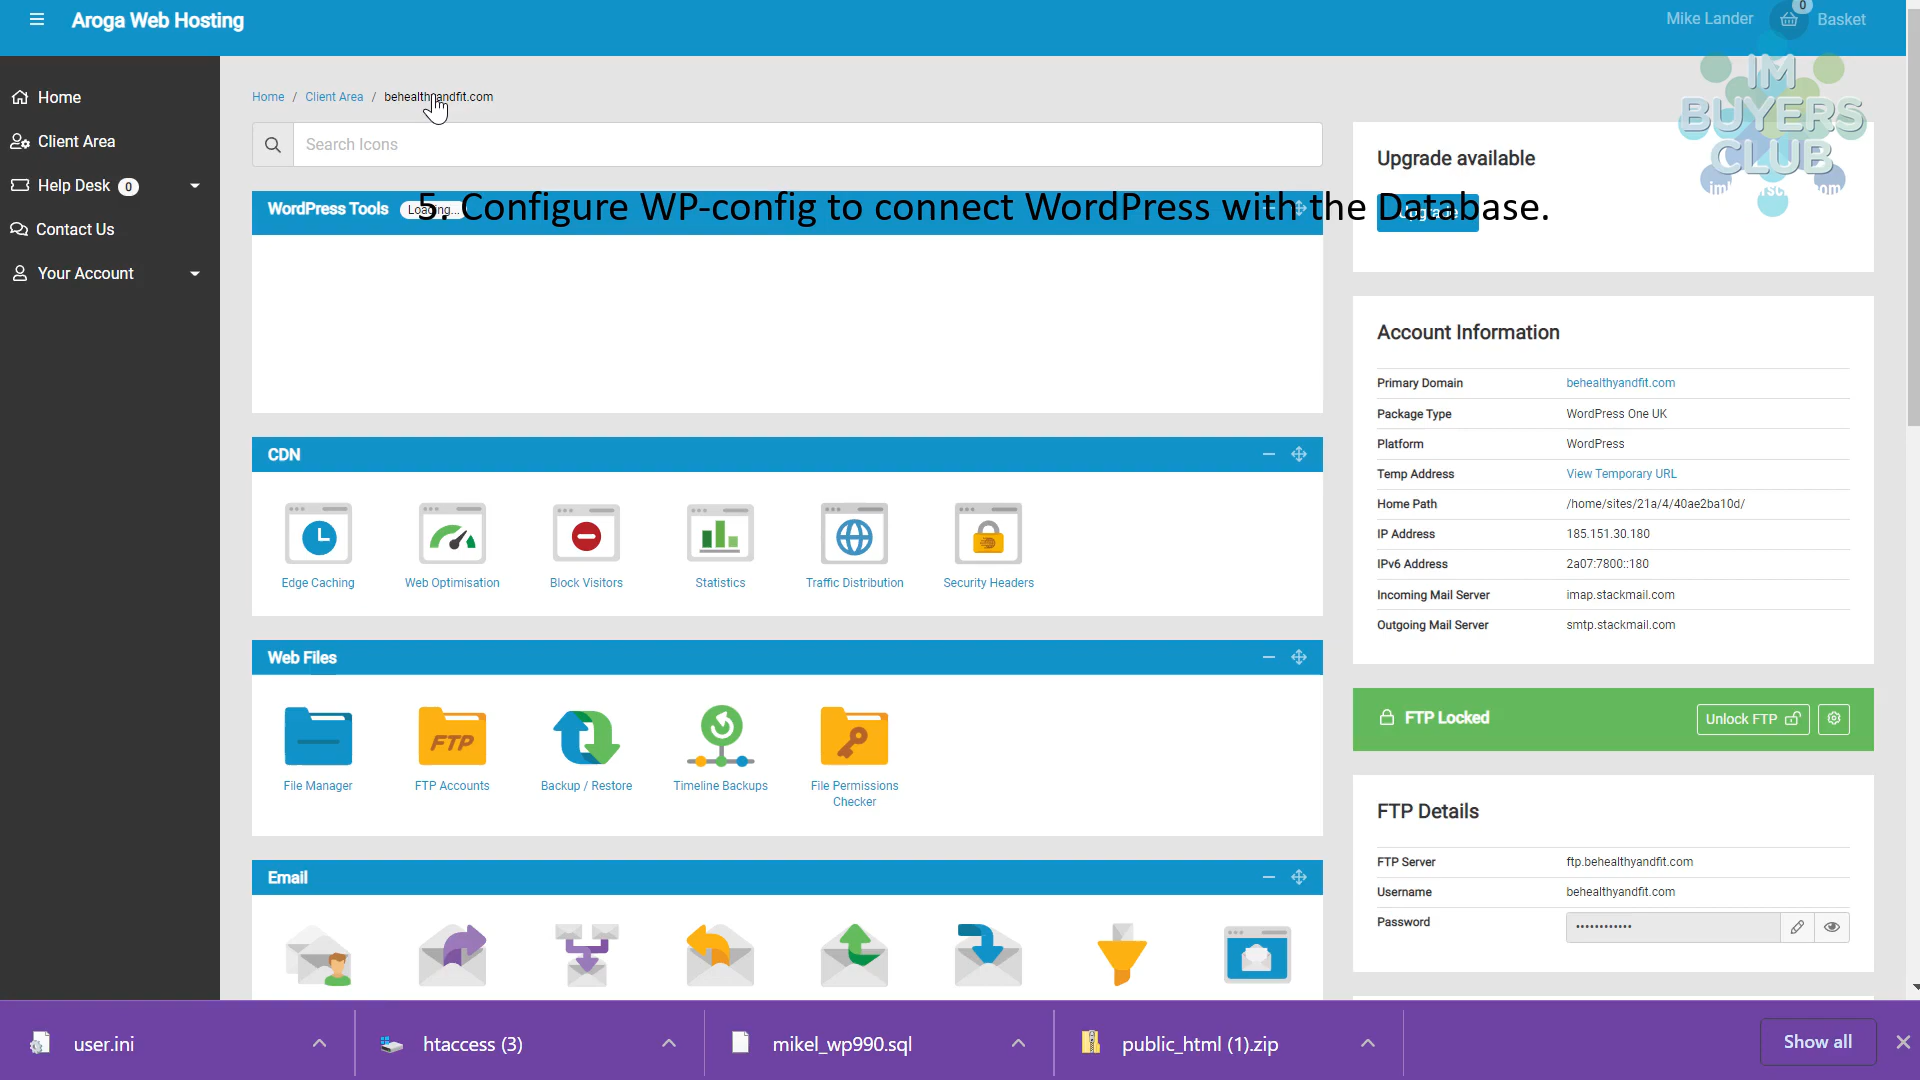 Aroga Web Hosting
Mike Lander
0
Basket
IM
BUYERS
CLUB
Home
Client Area
Help Desk 0
Contact Us
Your Account
Home / Client Area / behealthyandfit.com
Search Icons
WordPress Tools Loading...
5. Configure WP-config to connect WordPress with the Database.
Upgrade available
Upgrade
CDN
Edge Caching
Web Optimisation
Block Visitors
Statistics
Traffic Distribution
Security Headers
Web Files
File Manager
FTP
FTP Accounts
Backup / Restore
Timeline Backups
File Permissions
Checker
Email
Account Information
Primary Domain behealthyandfit.com
Package Type WordPress One UK
Platform WordPress
Temp Address View Temporary URL
Home Path /home/sites/21a/4/40ae2ba10d/
IP Address 185.151.30.180
IPv6 Address 2a07:7800::180
Incoming Mail Server imap.stackmail.com
Outgoing Mail Server smtp.stackmail.com
FTP Locked
Unlock FTP
FTP Details
FTP Server ftp.behealthyandfit.com
Username behealthyandfit.com
Password ••••••••••••
user.ini
htaccess (3)
mikel_wp990.sql
public_html (1).zip
Show all